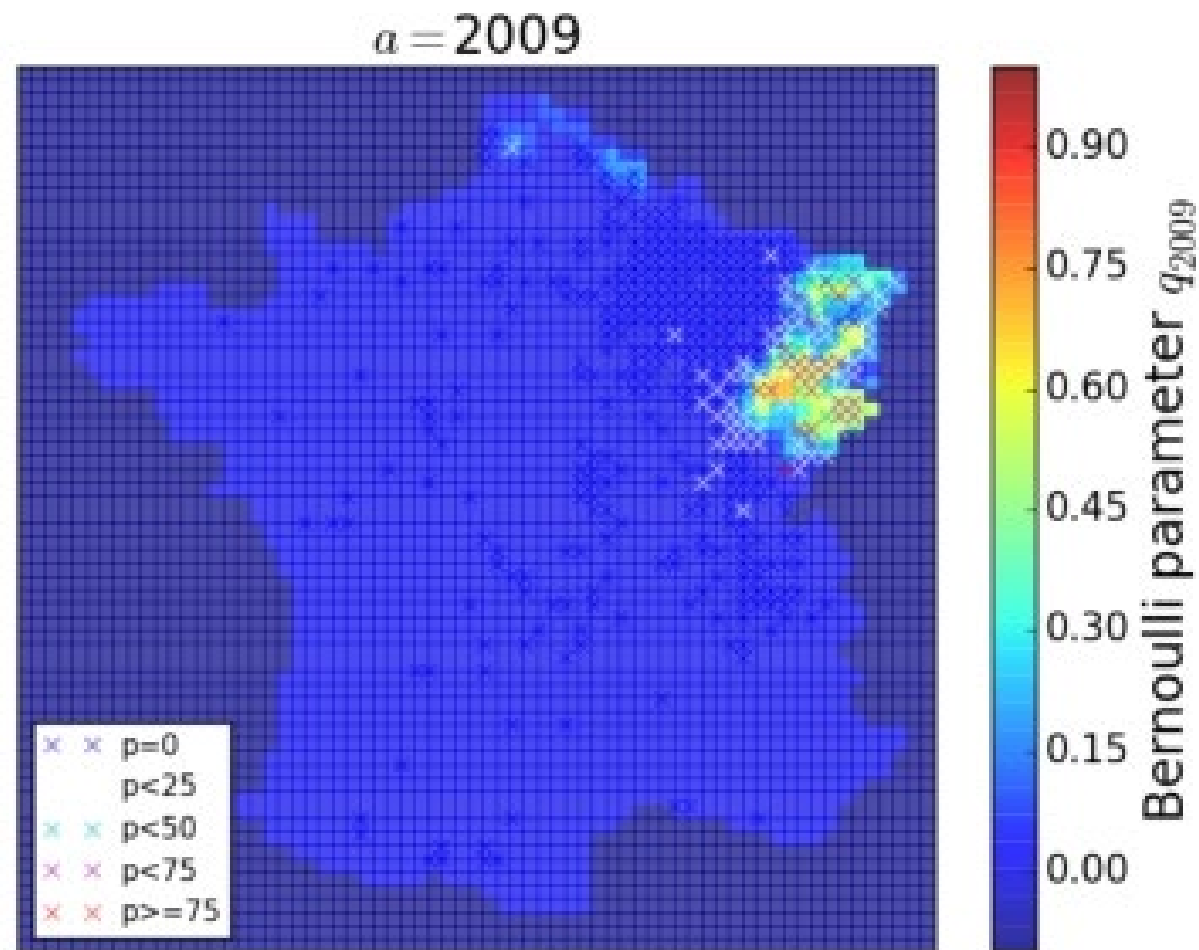 a = 2009
0.90
0.75
0.60
0.45
0.30
0.15
0.00
Bernoulli parameter q2009
× × p=0
p<25
× × p<50
× × p<75
× × p>=75